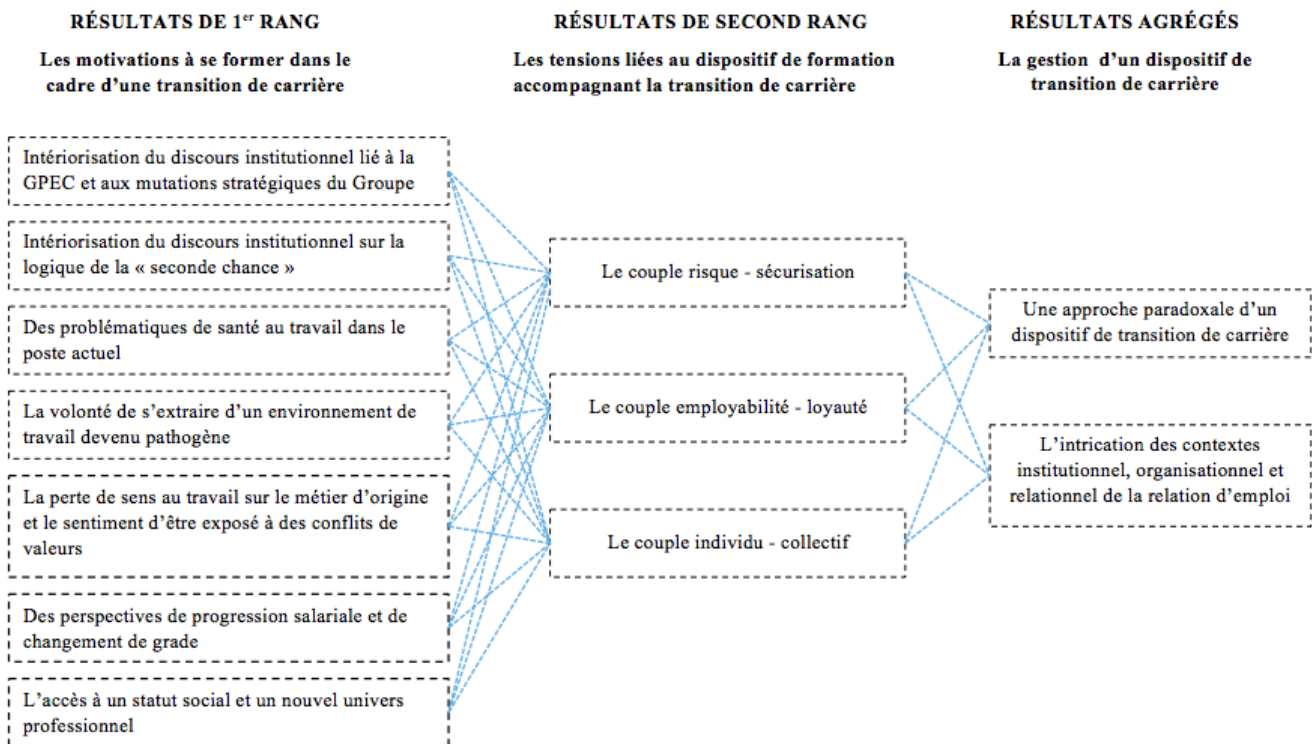 RÉSULTATS DE 1er RANG
Les motivations à se former dans le
cadre d’une transition de carrière
Intériorisation du discours institutionnel lié à la
GPEC et aux mutations stratégiques du Groupe
Intériorisation du discours institutionnel sur la
logique de la « seconde chance »
Des problématiques de santé au travail dans le
poste actuel
La volonté de s’extraire d’un environnement de
travail devenu pathogène
La perte de sens au travail sur le métier d’origine
et le sentiment d’être exposé à des conflits de
valeurs
Des perspectives de progression salariale et de
changement de grade
L’accès à un statut social et un nouvel univers
professionnel
RÉSULTATS DE SECOND RANG
Les tensions liées au dispositif de formation
accompagnant la transition de carrière
Le couple risque - sécurisation
Le couple employabilité - loyauté
Le couple individu - collectif
RÉSULTATS AGRÉGÉS
La gestion d’un dispositif de
transition de carrière
Une approche paradoxale d’un
dispositif de transition de carrière
L’intrication des contextes
institutionnel, organisationnel et
relationnel de la relation d’emploi